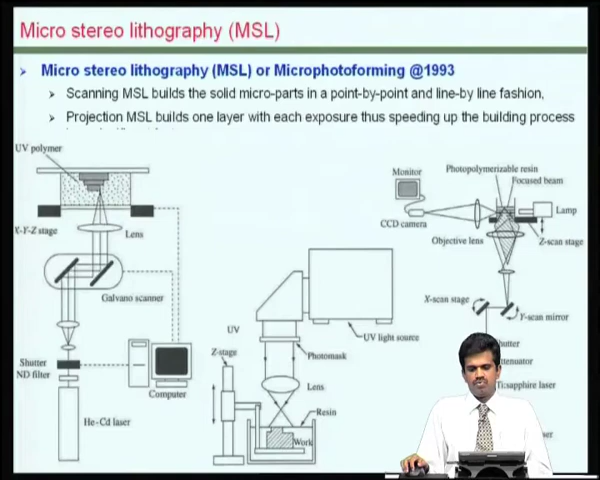 Micro stereo lithography (MSL)
Micro stereo lithography (MSL) or Microphotoforming @1993
Scanning MSL builds the solid micro-parts in a point-by-point and line-by line fashion,
Projection MSL builds one layer with each exposure thus speeding up the building process
UV polymer
X-Y-Z stage
Lens
Galvano scanner
Shutter
ND filter
Computer
He-Cd laser
UV
Z-stage
UV light source
Photomask
Lens
Resin
Work
Monitor
Photopolymerizable resin
Focused beam
Lamp
CCD camera
Objective lens
Z-scan stage
X-scan stage
Y-scan mirror
hutter
ttenuator
Ti:sapphire laser